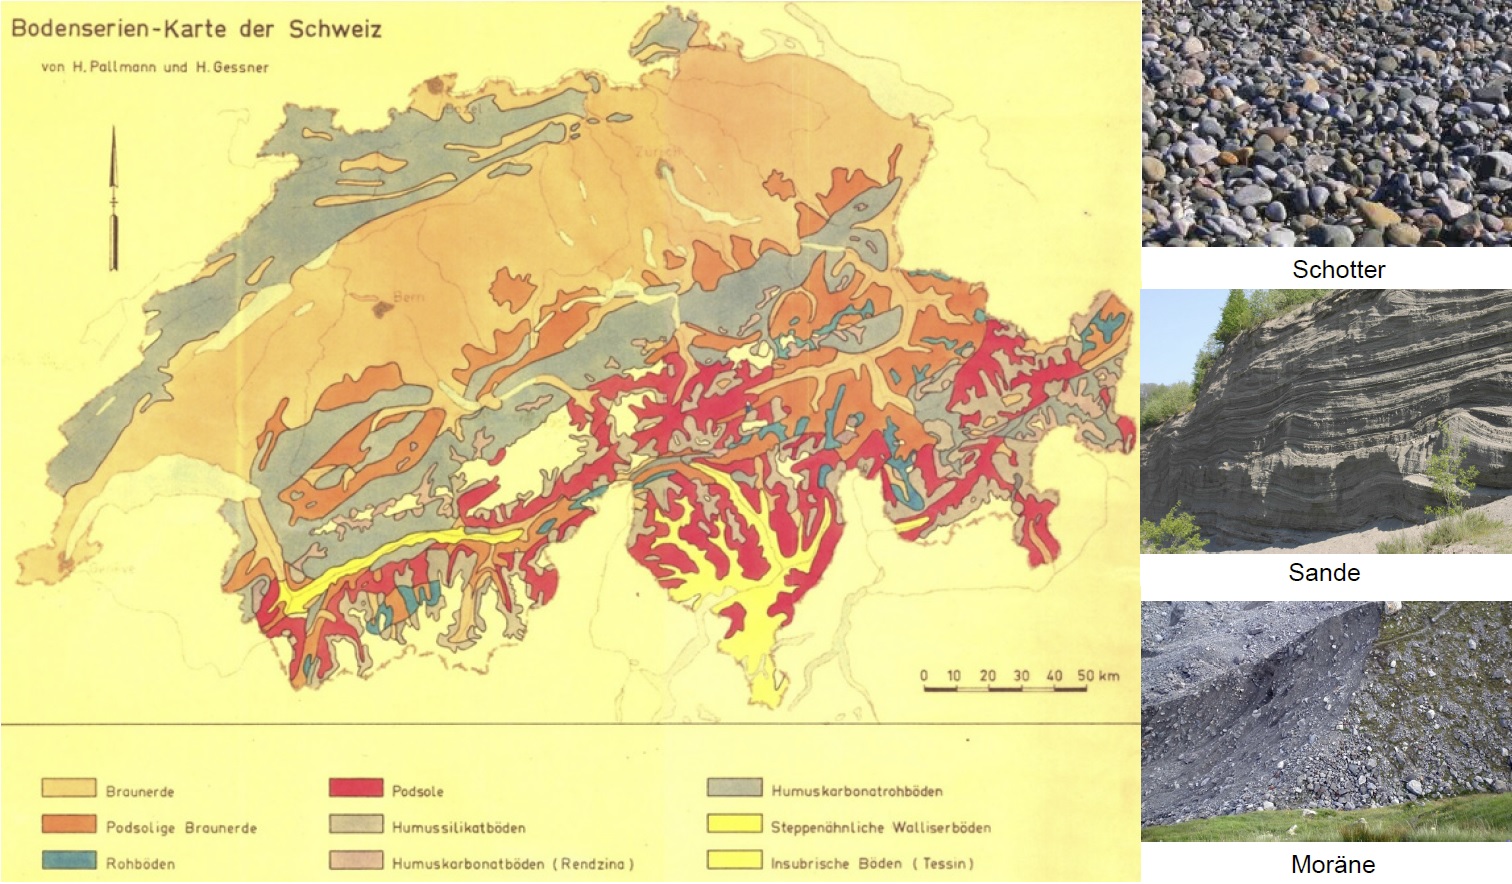 Bodenserien-Karte der Schweiz
von H. Pallmann und H. Gessner
Zürich
Bern
Genève
0 10 20 30 40 50 km
Braunerde
Podsolige Braunerde
Rohböden
Podsole
Humussilikatböden
Humuskarbonatböden ( Rendzina )
Humuskarbonatrohböden
Steppenähnliche Walliserböden
Insubrische Böden ( Tessin )
Schotter
Sande
Moräne